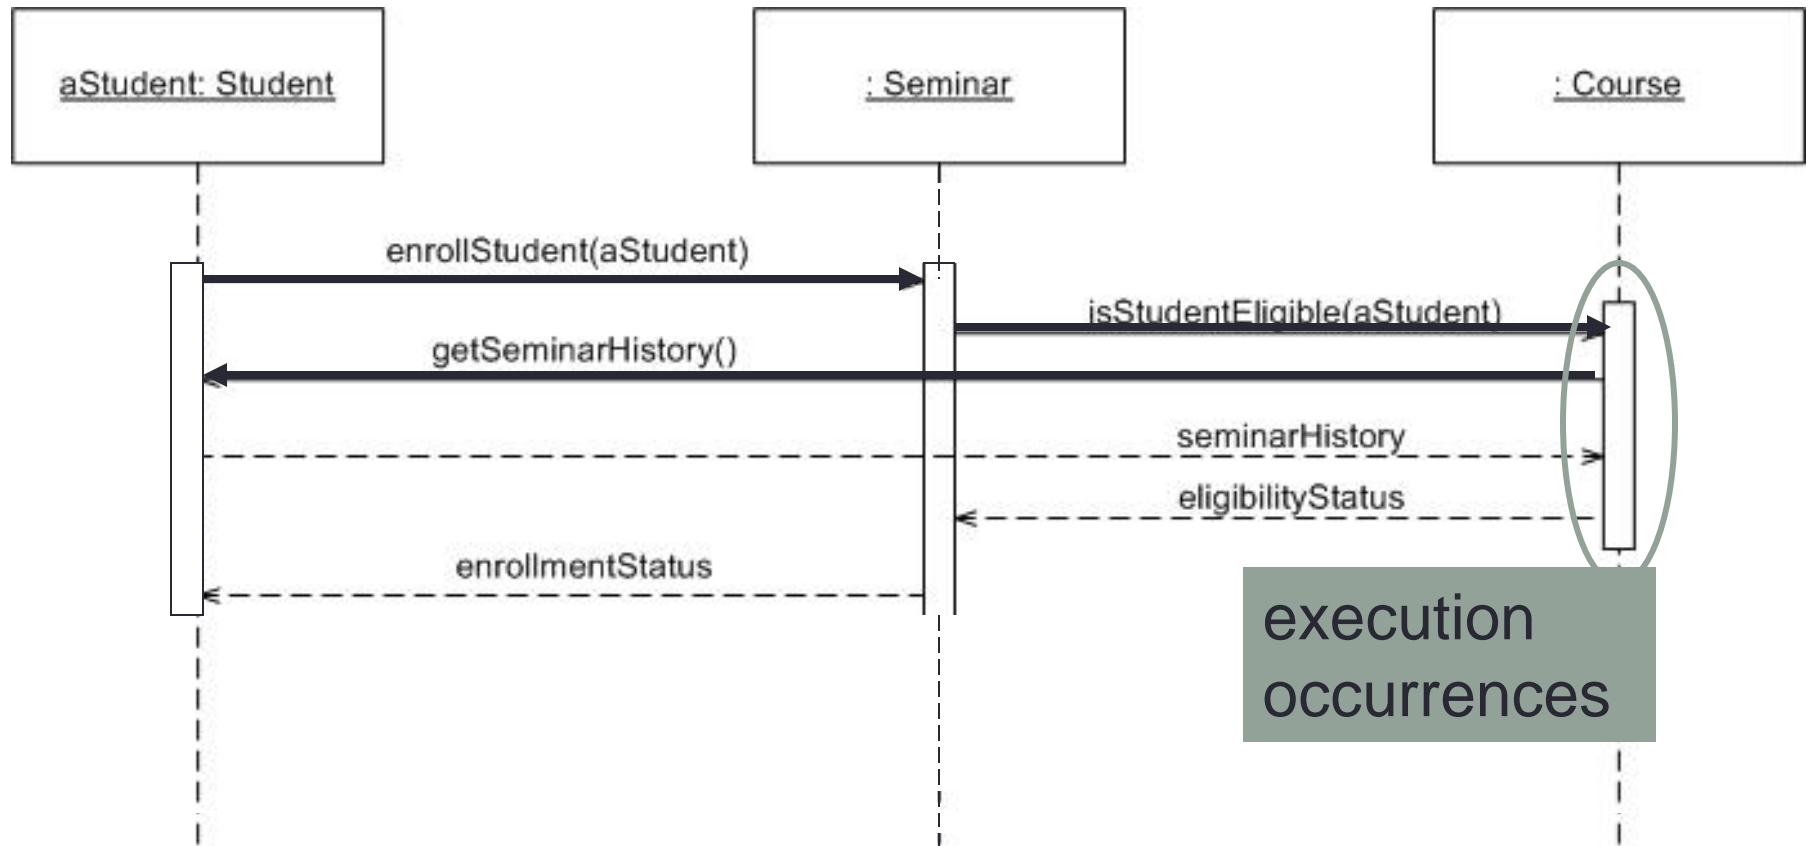 aStudent: Student
: Seminar
: Course
enrollStudent(aStudent)
isStudentEligible(aStudent)
getSeminarHistory()
seminarHistory
eligibilityStatus
enrollmentStatus
execution
occurrences